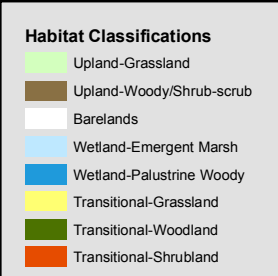 Habitat Classifications
Upland-Grassland
Upland-Woody/Shrub-scrub
Barelands
Wetland-Emergent Marsh
Wetland-Palustrine Woody
Transitional-Grassland
Transitional-Woodland
Transitional-Shrubland